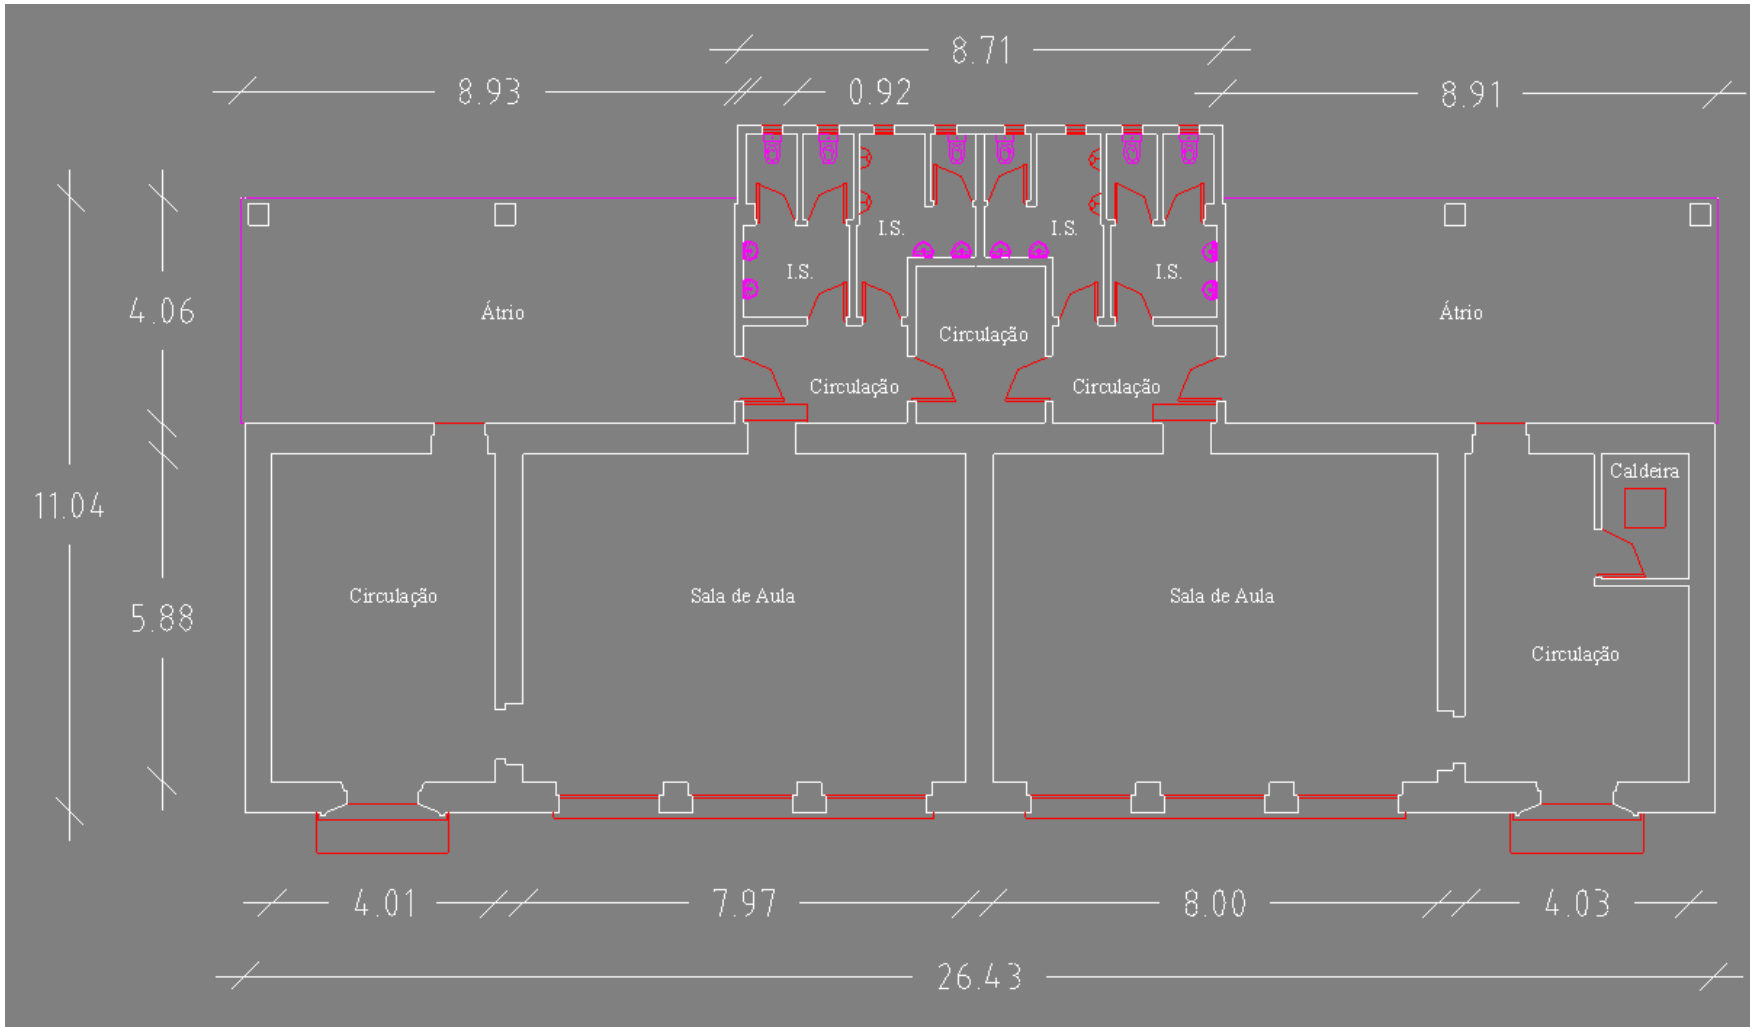 8.71
8.93
0.92
8.91
I.S.
I.S.
I.S.
I.S.
4.06
Átrio
Átrio
Circulação
Circulação
Circulação
Caldeira
11.04
Circulação
Sala de Aula
Sala de Aula
5.88
Circulação
4.01
7.97
8.00
4.03
26.43